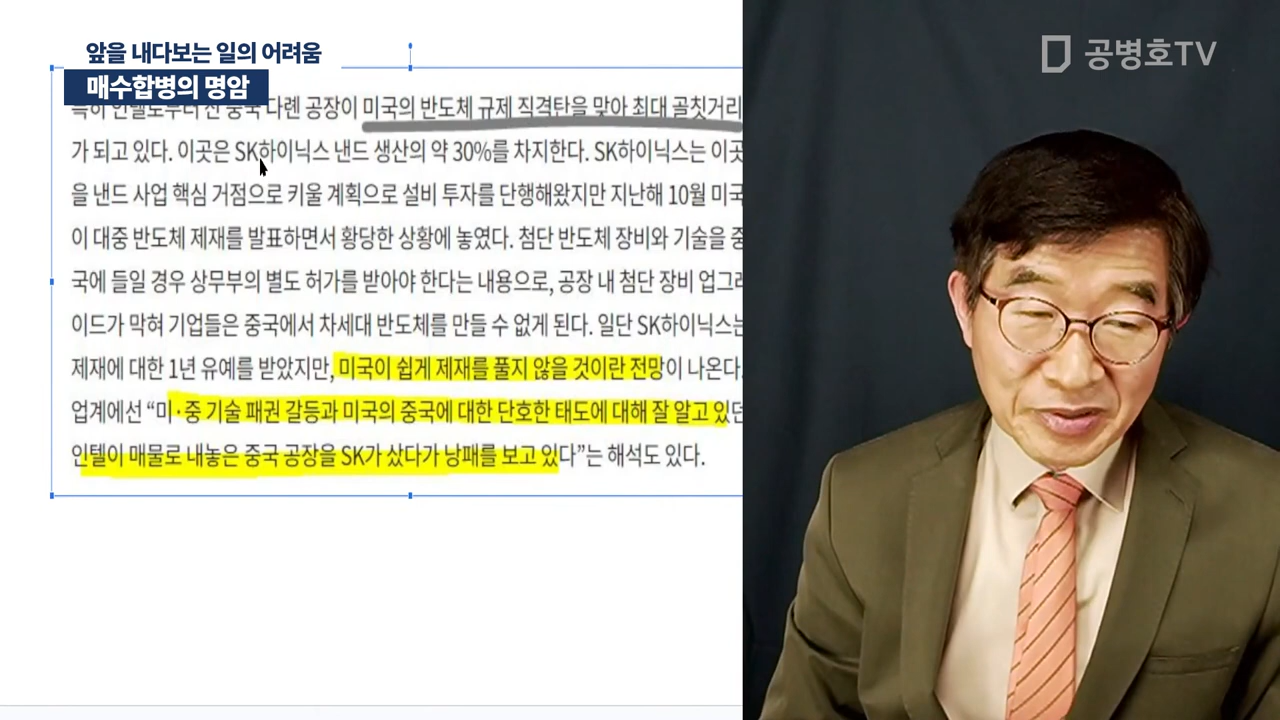 앞을 내다보는 일의 어려움
매수합병의 명암
공병호TV
특히 인텔로부터 산 중국 다롄 공장이 미국의 반도체 규제 직격탄을 맞아 최대 골칫거리
가 되고 있다. 이곳은 SK하이닉스 낸드 생산의 약 30%를 차지한다. SK하이닉스는 이곳
을 낸드 사업 핵심 거점으로 키울 계획으로 설비 투자를 단행해왔지만 지난해 10월 미국
이 대중 반도체 제재를 발표하면서 황당한 상황에 놓였다. 첨단 반도체 장비와 기술을 중
국에 들일 경우 상무부의 별도 허가를 받아야 한다는 내용으로, 공장 내 첨단 장비 업그레
이드가 막혀 기업들은 중국에서 차세대 반도체를 만들 수 없게 된다. 일단 SK하이닉스는
제재에 대한 1년 유예를 받았지만, 미국이 쉽게 제재를 풀지 않을 것이란 전망이 나온다.
업계에선 “미·중 기술 패권 갈등과 미국의 중국에 대한 단호한 태도에 대해 잘 알고 있던
인텔이 매물로 내놓은 중국 공장을 SK가 샀다가 낭패를 보고 있다”는 해석도 있다.